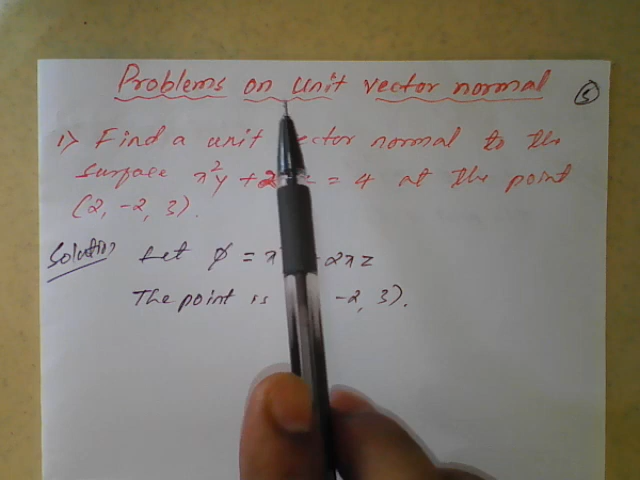 Problems on unit vector normal
5
1) Find a unit ector normal to the
surface x²y + 2 z = 4 at the point
(2, -2, 3).
Solution Let φ = x 2xz
The point is -2, 3).